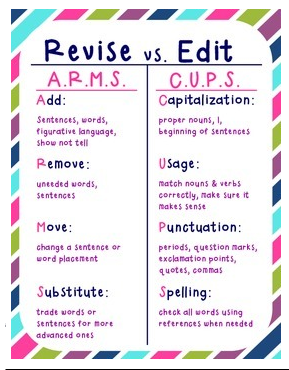 Revise vs. Edit
A.R.M.S.
Add:
Sentences, words,
figurative language,
show not tell
Remove:
uneeded words,
sentences
Move:
change a sentence or
word placement
Substitute:
trade words or
sentences for more
advanced ones
C.U.P.S.
Capitalization:
proper nouns, I,
beginning of sentences
Usage:
match nouns & verbs
correctly, make sure it
makes sense
Punctuation:
periods, question marks,
exclamation points,
quotes, commas
Spelling:
check all words using
references when needed